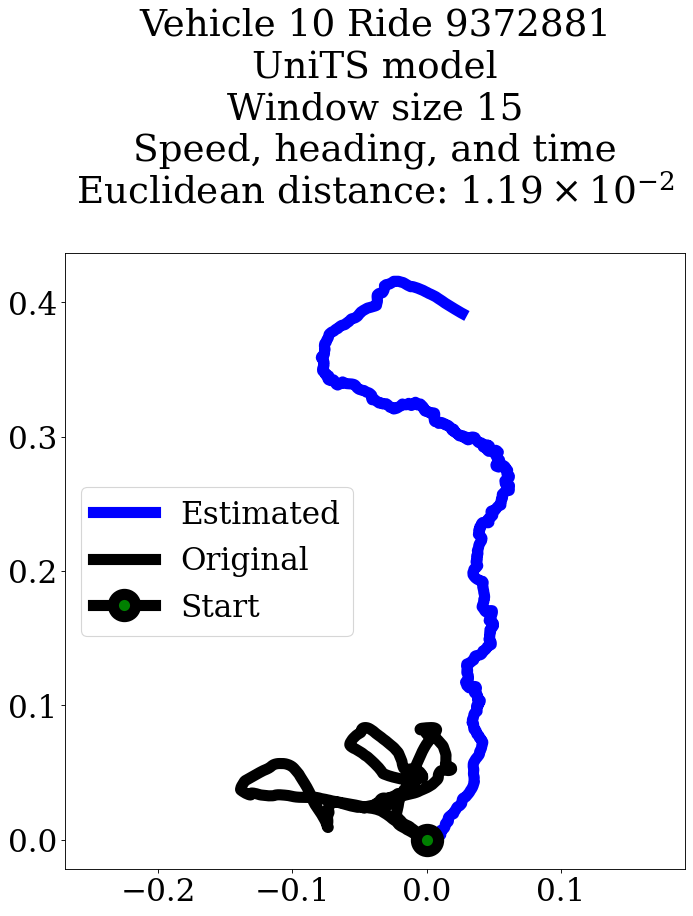 Vehicle 10 Ride 9372881
UniTS model
Window size 15
Speed, heading, and time
Euclidean distance: 1.19 × 10⁻²
0.4
0.3
0.2
0.1
0.0
Estimated
Original
Start
−0.2 −0.1 0.0 0.1